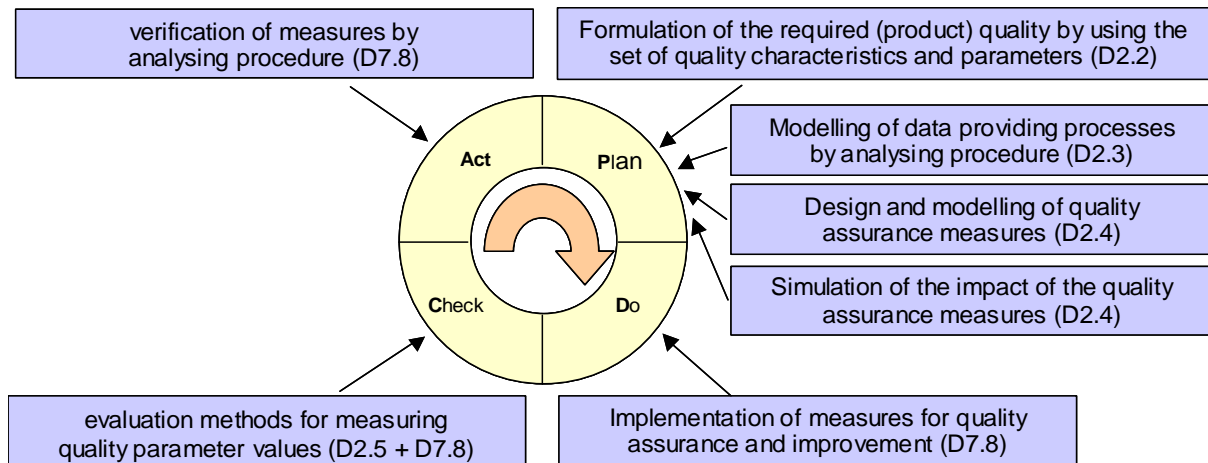 verification of measures by
analysing procedure (D7.8)
Formulation of the required (product) quality by using the
set of quality characteristics and parameters (D2.2)
Modelling of data providing processes
by analysing procedure (D2.3)
Design and modelling of quality
assurance measures (D2.4)
Simulation of the impact of the quality
assurance measures (D2.4)
Act
Plan
Check
Do
evaluation methods for measuring
quality parameter values (D2.5 + D7.8)
Implementation of measures for quality
assurance and improvement (D7.8)